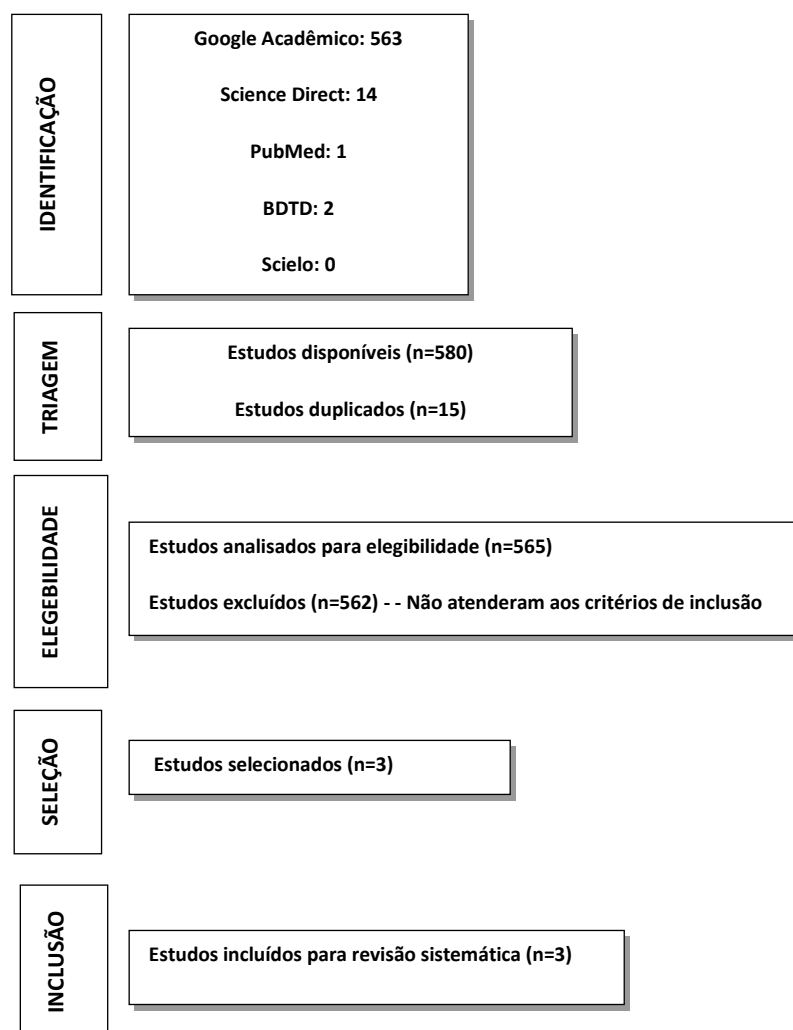 IDENTIFICAÇÃO
Google Acadêmico: 563
Science Direct: 14
PubMed: 1
BDTD: 2
Scielo: 0
TRIAGEM
Estudos disponíveis (n=580)
Estudos duplicados (n=15)
ELEGEBILIDADE
Estudos analisados para elegibilidade (n=565)
Estudos excluídos (n=562) - - Não atenderam aos critérios de inclusão
SELEÇÃO
Estudos selecionados (n=3)
INCLUSÃO
Estudos incluídos para revisão sistemática (n=3)